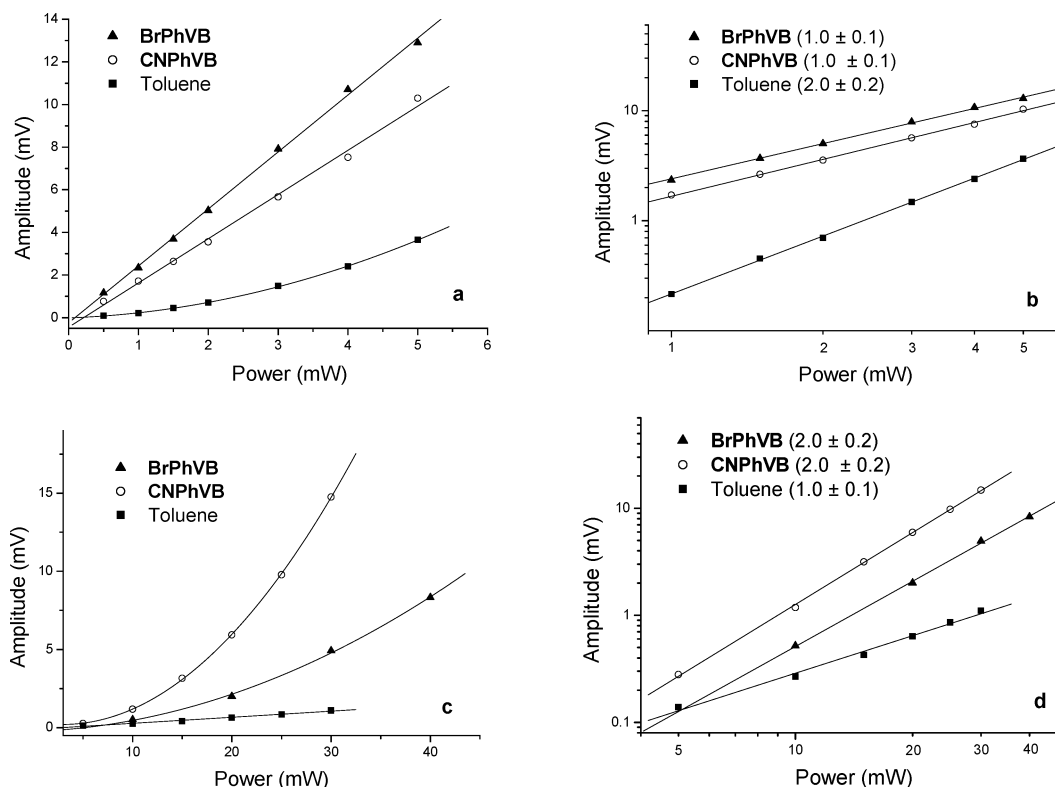 14
12
10
8
6
4
2
0
0
1
2
3
4
5
6
Amplitude (mV)
Power (mW)
BrPhVB
CNPhVB
Toluene
a
10
1
1
2
3
4
5
Amplitude (mV)
Power (mW)
BrPhVB (1.0 ± 0.1)
CNPhVB (1.0 ± 0.1)
Toluene (2.0 ± 0.2)
b
15
10
5
0
10
20
30
40
Amplitude (mV)
Power (mW)
BrPhVB
CNPhVB
Toluene
c
10
1
0.1
5
10
20
30
40
Amplitude (mV)
Power (mW)
BrPhVB (2.0 ± 0.2)
CNPhVB (2.0 ± 0.2)
Toluene (1.0 ± 0.1)
d